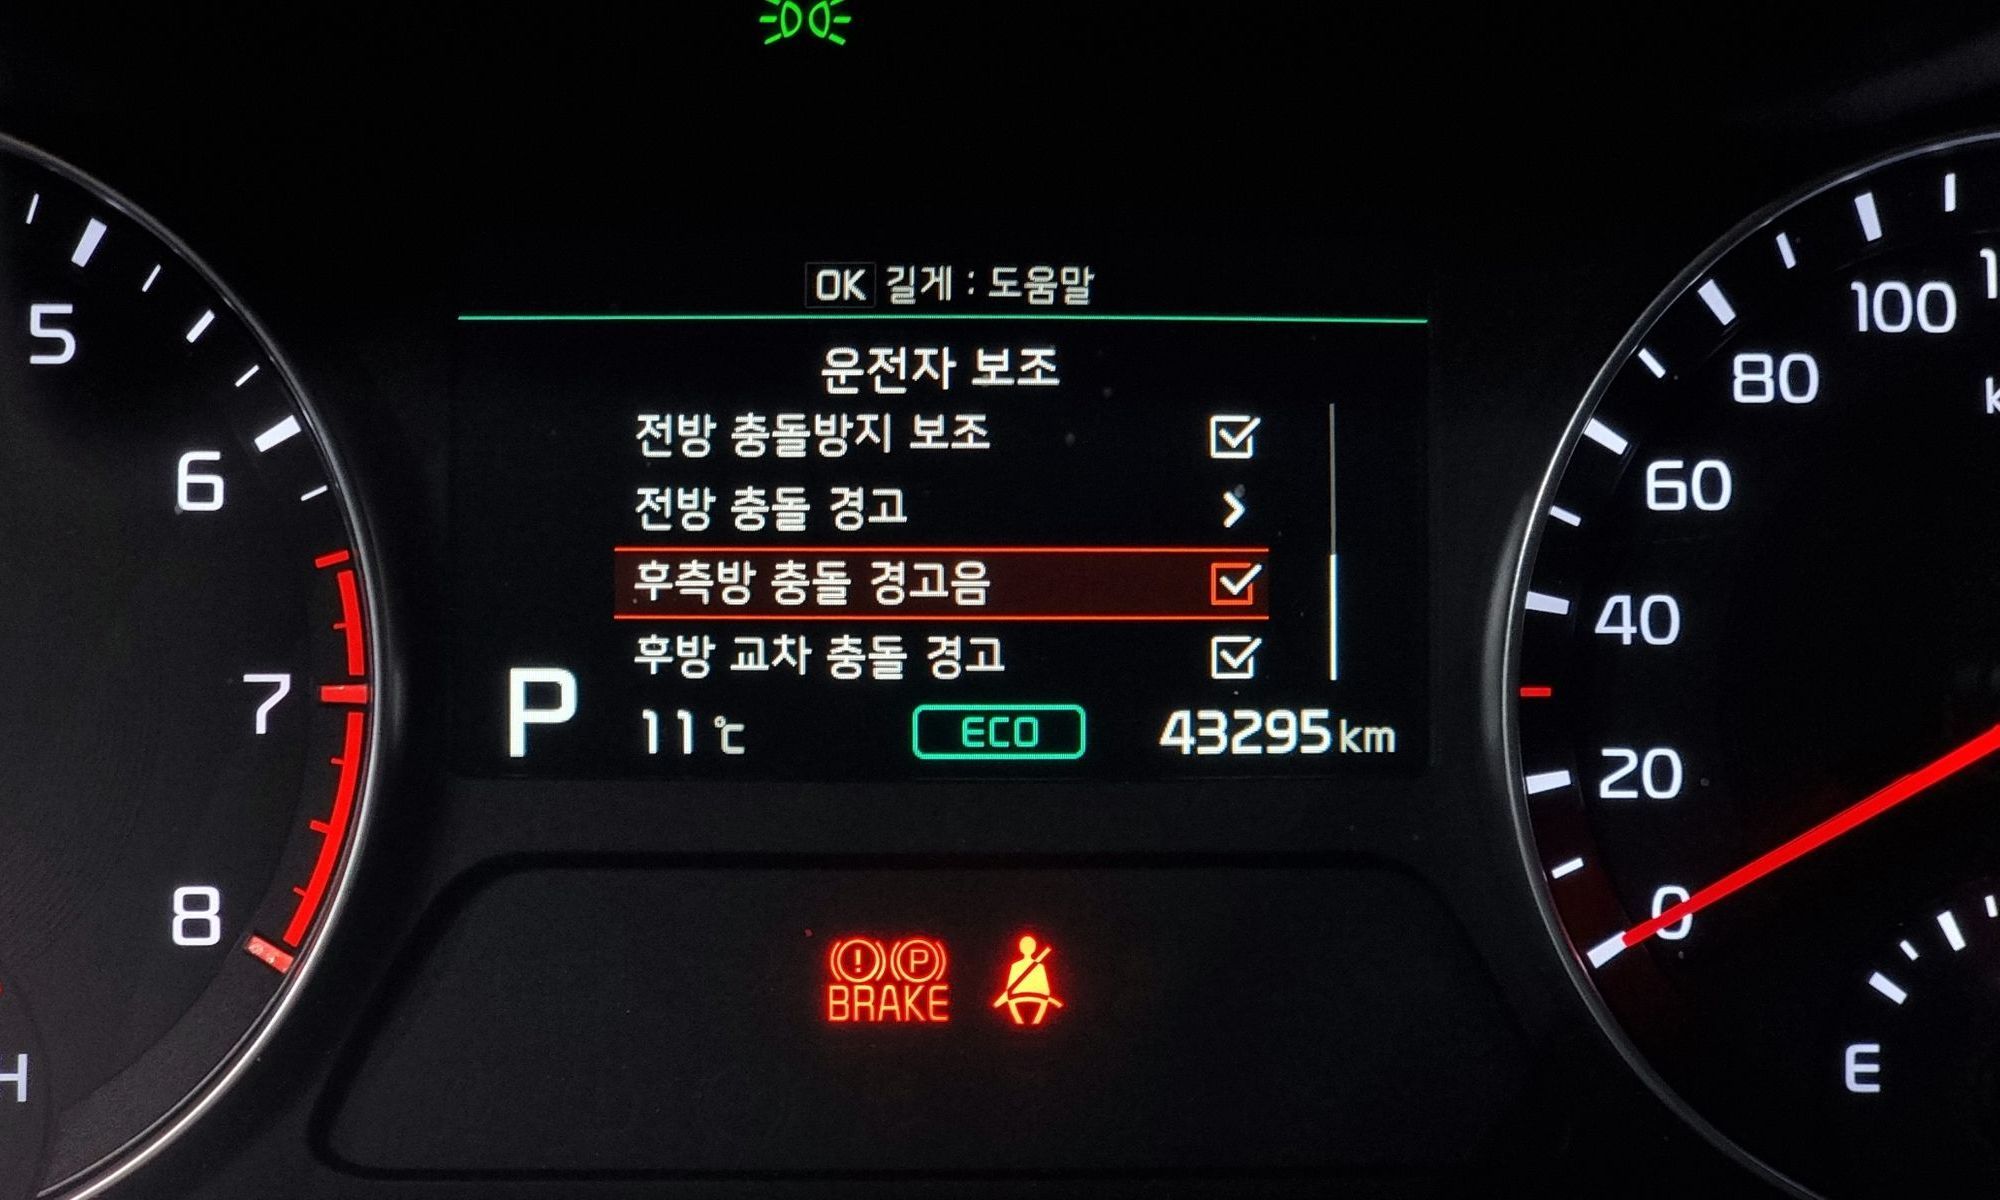 OK 길게 : 도움말
운전자 보조
전방 충돌방지 보조
전방 충돌 경고
후측방 충돌 경고음
후방 교차 충돌 경고
P 11 ℃ ECO 43295 km
5
6
7
8
H
100
80
60
40
20
0
E
(!) (P)
BRAKE